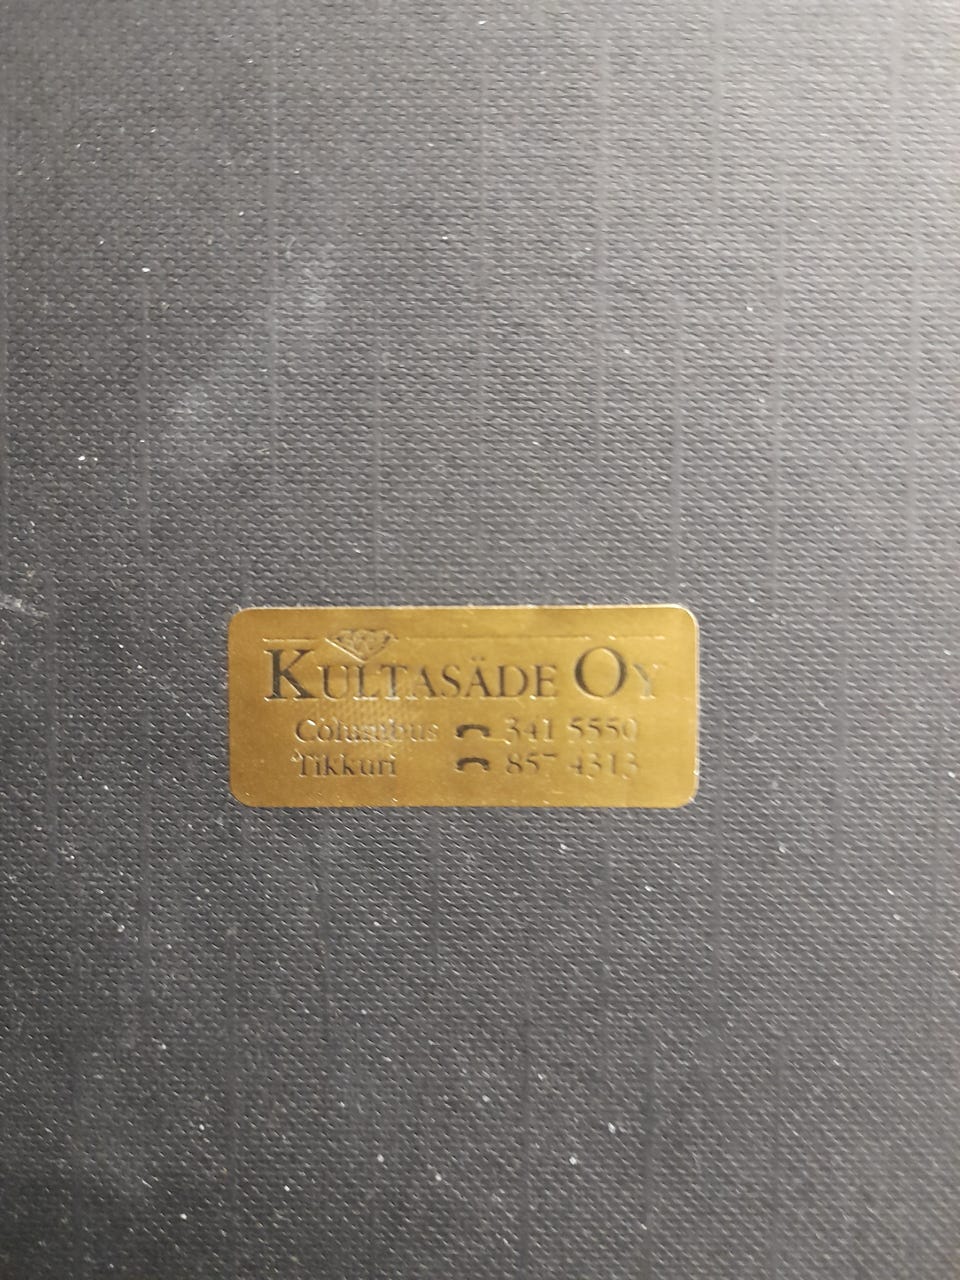 KULTASÄDE OY
Columbus ☎ 341 5550
Tikkuri ☎ 857 4313